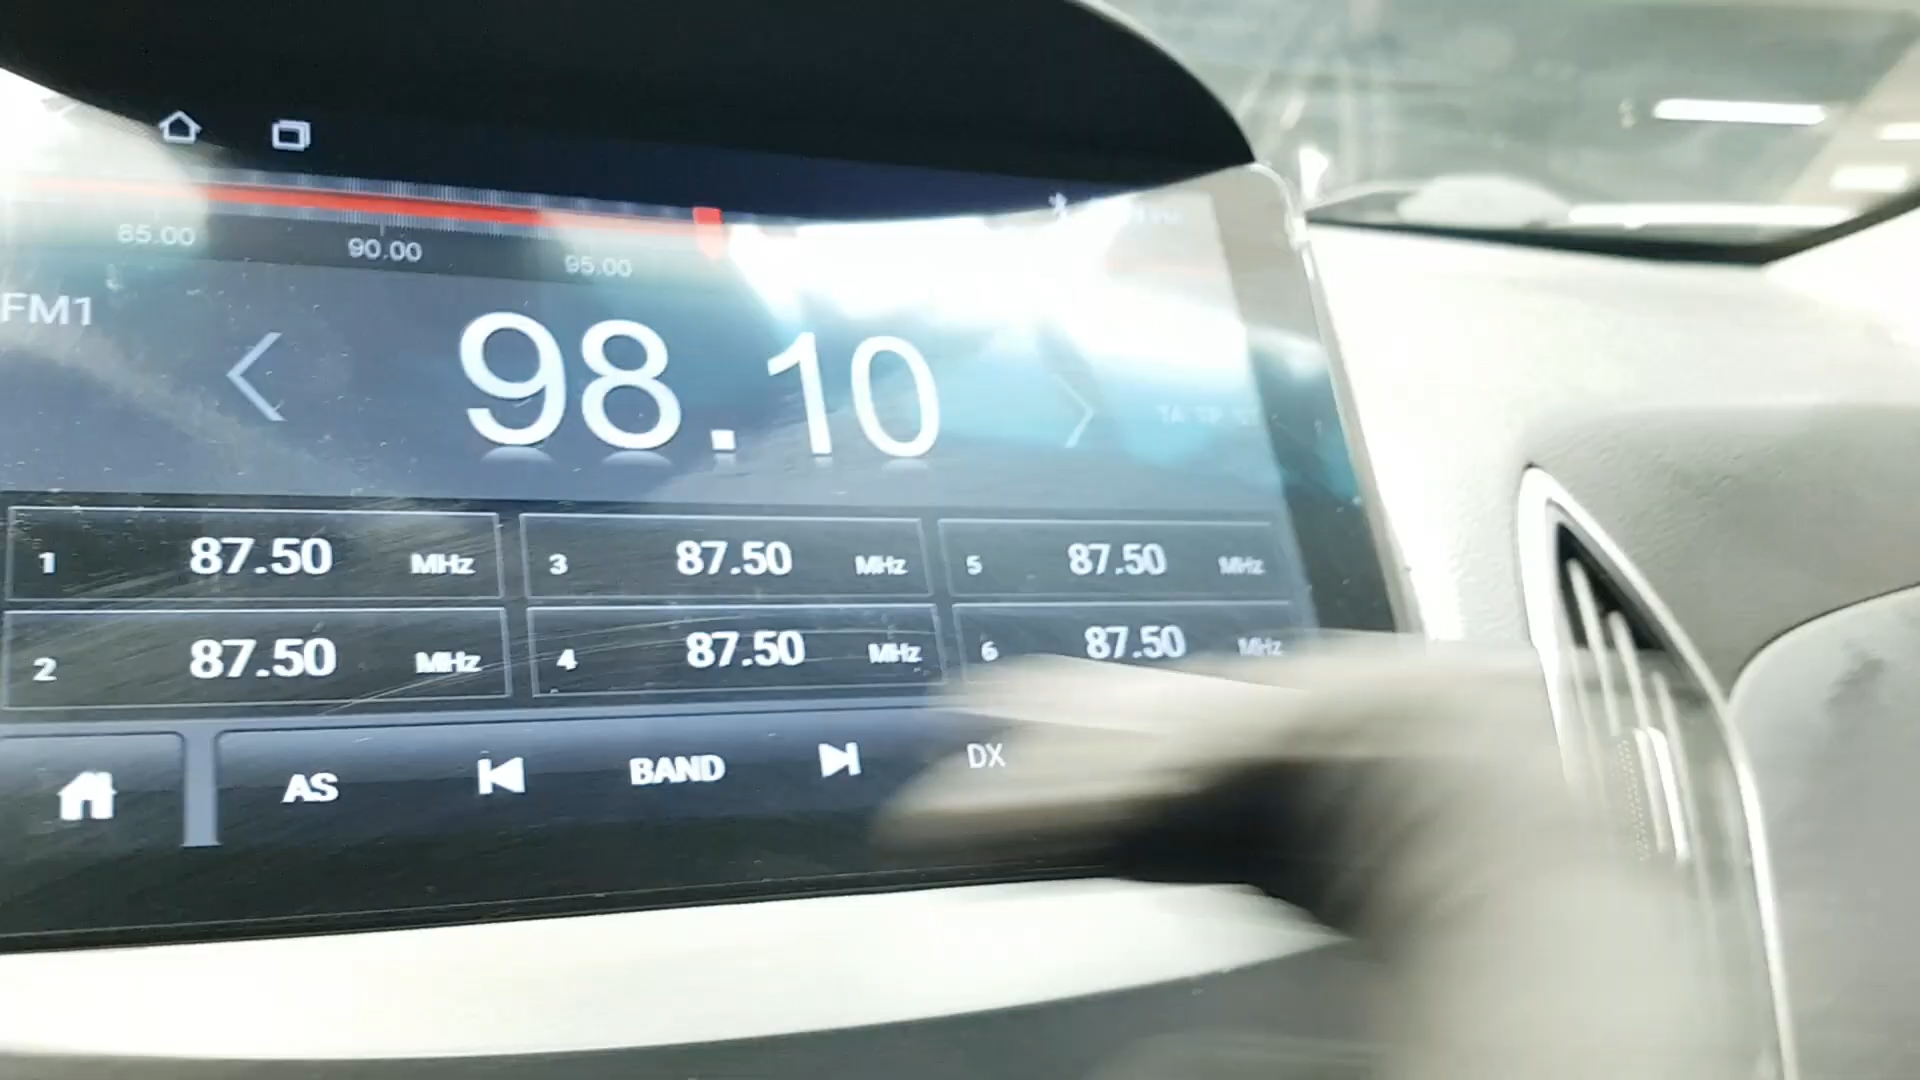 85.00 90.00 95.00
FM1
98.10
1 87.50 MHz 3 87.50 MHz 5 87.50 MHz
2 87.50 MHz 4 87.50 MHz 6 87.50 MHz
AS BAND DX